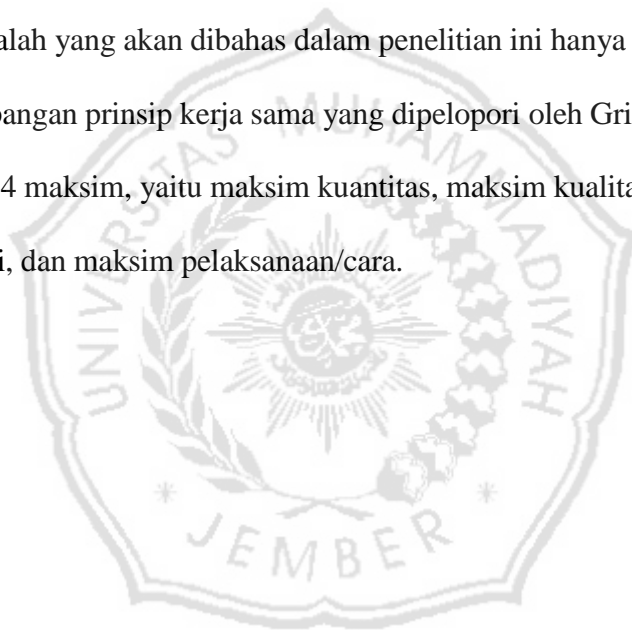 alah yang akan dibahas dalam penelitian ini hanya
pangan prinsip kerja sama yang dipelopori oleh Gri
4 maksim, yaitu maksim kuantitas, maksim kualita
i, dan maksim pelaksanaan/cara.
UNIVERSITAS MUHAMMADIYAH
JEMBER